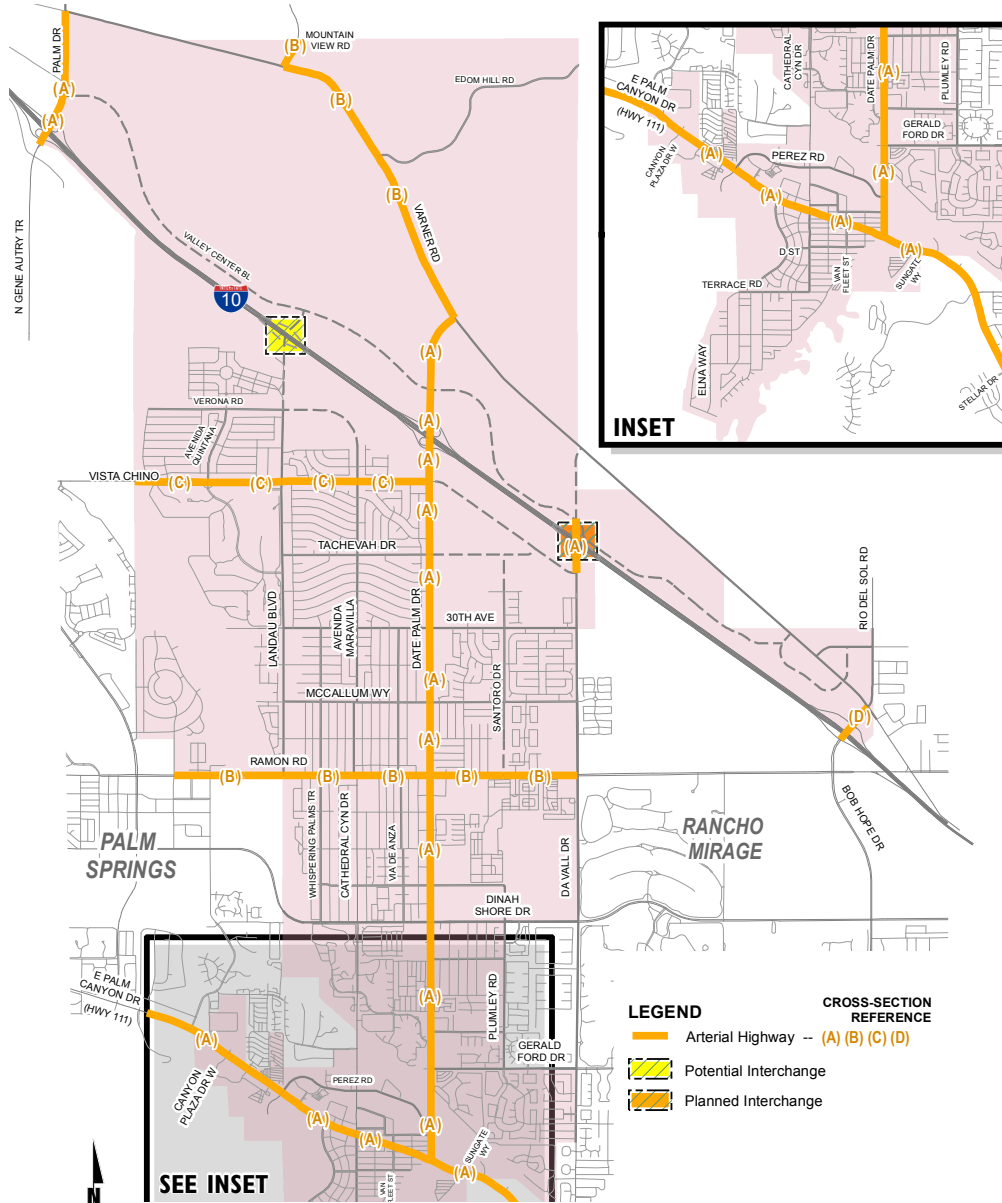 PALM DR
(A)
(A)
N GENE AUTRY TR
(B)
MOUNTAIN
VIEW RD
(B)
EDOM HILL RD
(B)
VARNER RD
VALLEY CENTER BL
INTERSTATE
10
(A)
(A)
(A)
VERONA RD
AVENIDA
QUINTANA
VISTA CHINO
(C)
(C)
(C)
(C)
(A)
TACHEVAH DR
(A)
(A)
LANDAU BLVD
AVENIDA
MARAVILLA
DATE PALM DR
30TH AVE
RIO DEL SOL RD
(A)
MCCALLUM WY
SANTORO DR
(D)
(A)
RAMON RD
(B)
(B)
(B)
(B)
(B)
BOB HOPE DR
PALM
SPRINGS
WHISPERING PALMS TR
CATHEDRAL CYN DR
VIA DE ANZA
(A)
DA VALL DR
RANCHO
MIRAGE
DINAH
SHORE DR
E PALM
CANYON DR
(HWY 111)
(A)
CANYON
PLAZA DR W
(A)
PLUMLEY RD
GERALD
FORD DR
PEREZ RD
(A)
(A)
(A)
(A)
SUNGATE
WY
VAN
FLEET ST
N
SEE INSET
E PALM
CANYON DR
(HWY 111)
CATHEDRAL
CYN DR
DATE PALM DR
PLUMLEY RD
(A)
GERALD
FORD DR
CANYON
PLAZA DR W
(A)
PEREZ RD
(A)
(A)
(A)
(A)
D ST
VAN
FLEET ST
SUNGATE
WY
TERRACE RD
ELNA WAY
STELLAR DR
INSET
LEGEND
CROSS-SECTION
REFERENCE
Arterial Highway -- (A) (B) (C) (D)
Potential Interchange
Planned Interchange